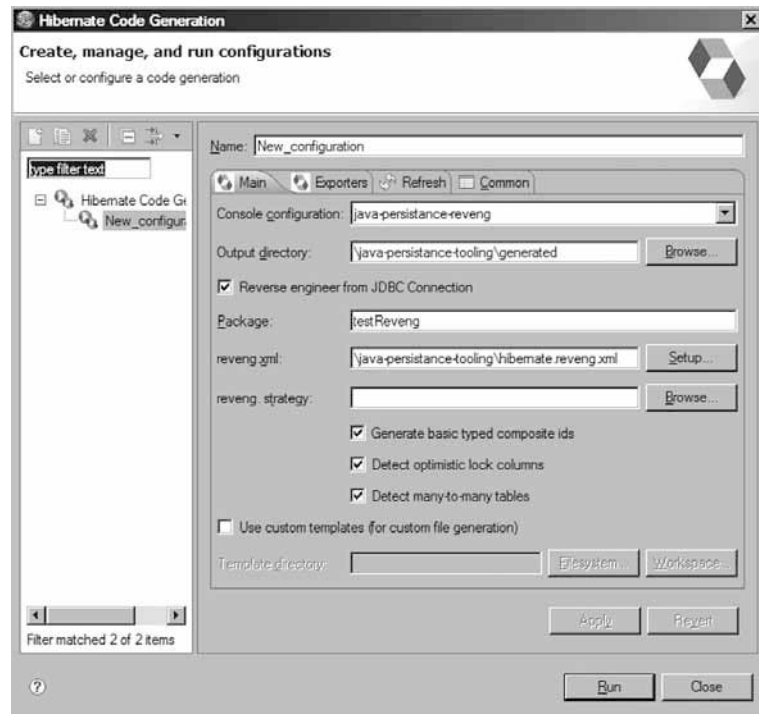 Hibernate Code Generation
Create, manage, and run configurations
Select or configure a code generation
type filter text
Hibernate Code Ge
New_configur
Filter matched 2 of 2 items
Name: New_configuration
Main Exporters Refresh Common
Console configuration: java-persistance-reveng
Output directory: \java-persistance-tooling\generated Browse...
Reverse engineer from JDBC Connection
Package: testReveng
reveng.xml: \java-persistance-tooling\hibernate.reveng.xml Setup...
reveng. strategy: Browse...
Generate basic typed composite ids
Detect optimistic lock columns
Detect many-to-many tables
Use custom templates (for custom file generation)
Template directory: Filesystem... Workspace...
Apply Revert
? Run Close